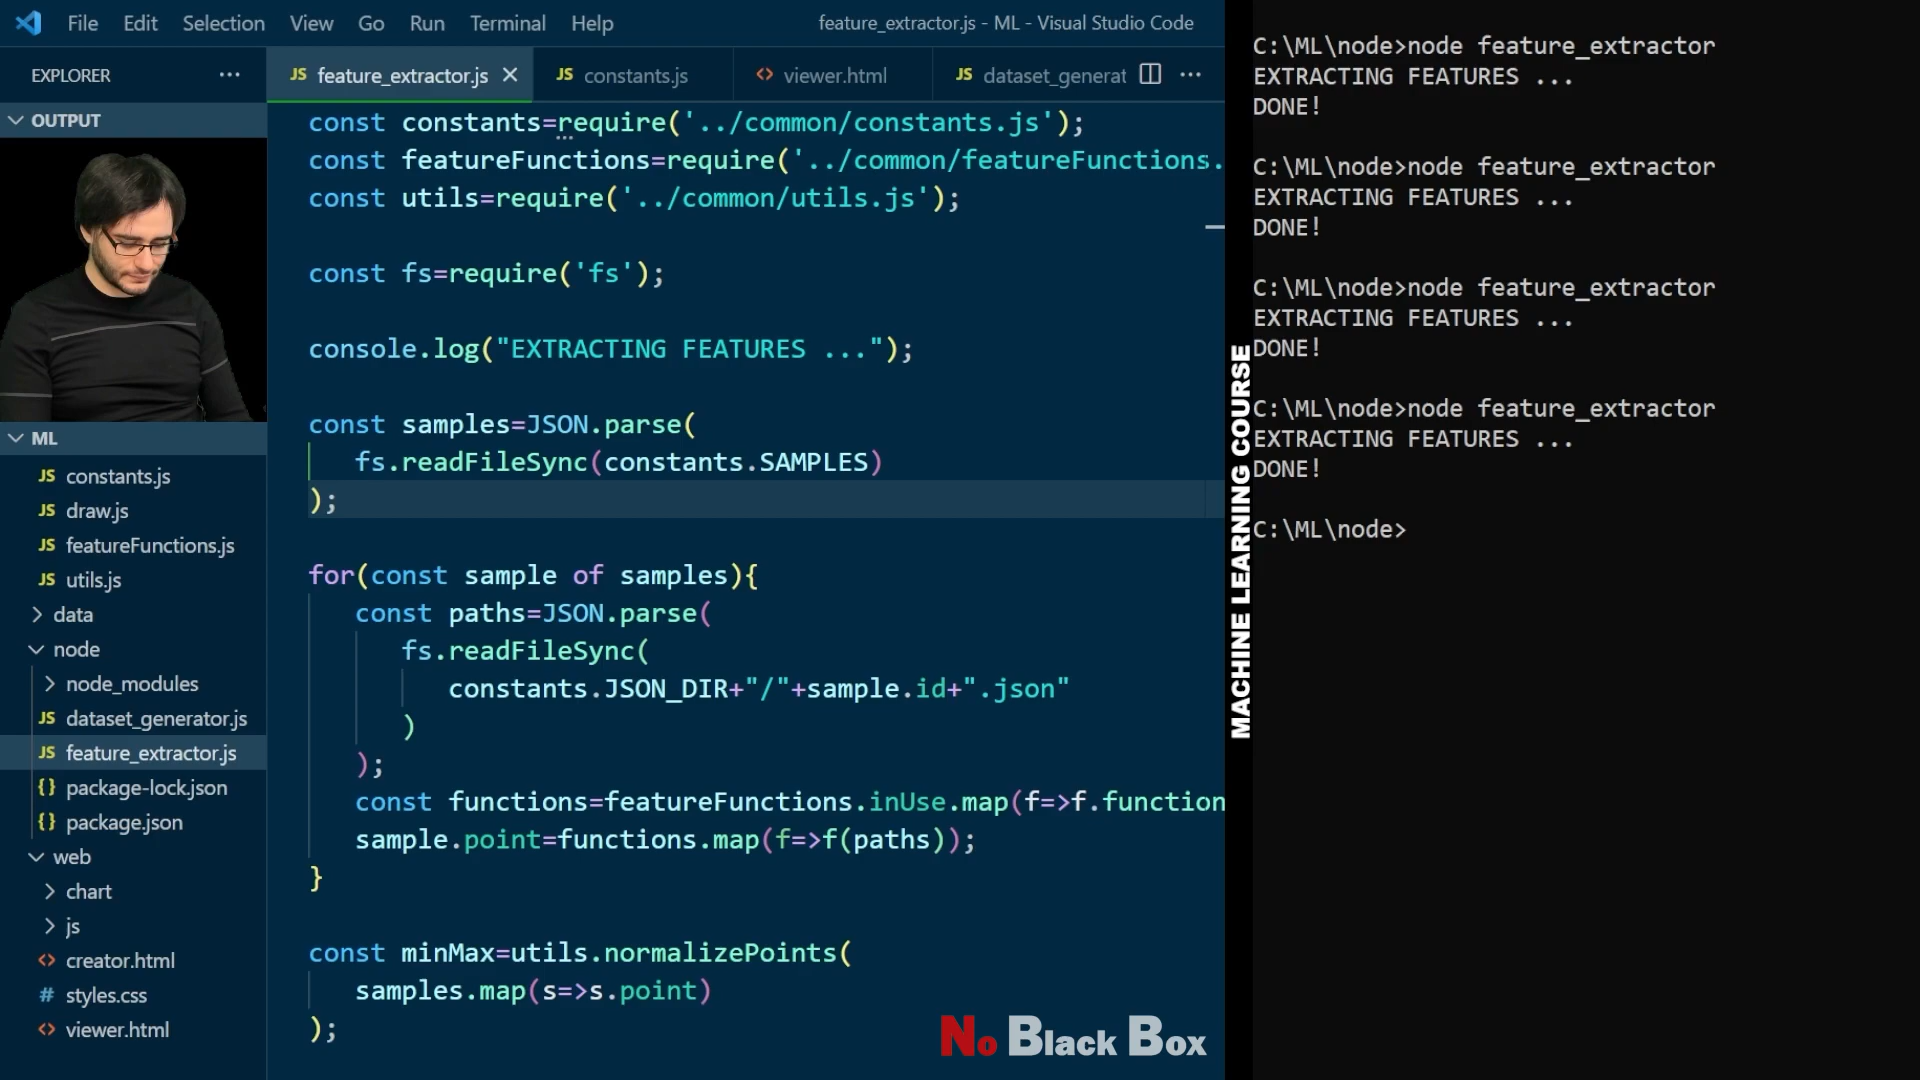 File Edit Selection View Go Run Terminal Help
feature_extractor.js - ML - Visual Studio Code
EXPLORER ...
JS feature_extractor.js
JS constants.js
<> viewer.html
JS dataset_generat
OUTPUT
ML
JS constants.js
JS draw.js
JS featureFunctions.js
JS utils.js
data
node
node_modules
JS dataset_generator.js
JS feature_extractor.js
{} package-lock.json
{} package.json
web
chart
js
<> creator.html
# styles.css
<> viewer.html
const constants=require('../common/constants.js');
const featureFunctions=require('../common/featureFunctions.
const utils=require('../common/utils.js');
const fs=require('fs');
console.log("EXTRACTING FEATURES ...");
const samples=JSON.parse(
fs.readFileSync(constants.SAMPLES)
);
for(const sample of samples){
const paths=JSON.parse(
fs.readFileSync(
constants.JSON_DIR+"/"+sample.id+".json"
)
);
const functions=featureFunctions.inUse.map(f=>f.function
sample.point=functions.map(f=>f(paths));
}
const minMax=utils.normalizePoints(
samples.map(s=>s.point)
);
No Black Box
MACHINE LEARNING COURSE
C:\ML\node>node feature_extractor
EXTRACTING FEATURES ...
DONE!
C:\ML\node>node feature_extractor
EXTRACTING FEATURES ...
DONE!
C:\ML\node>node feature_extractor
EXTRACTING FEATURES ...
DONE!
C:\ML\node>node feature_extractor
EXTRACTING FEATURES ...
DONE!
C:\ML\node>